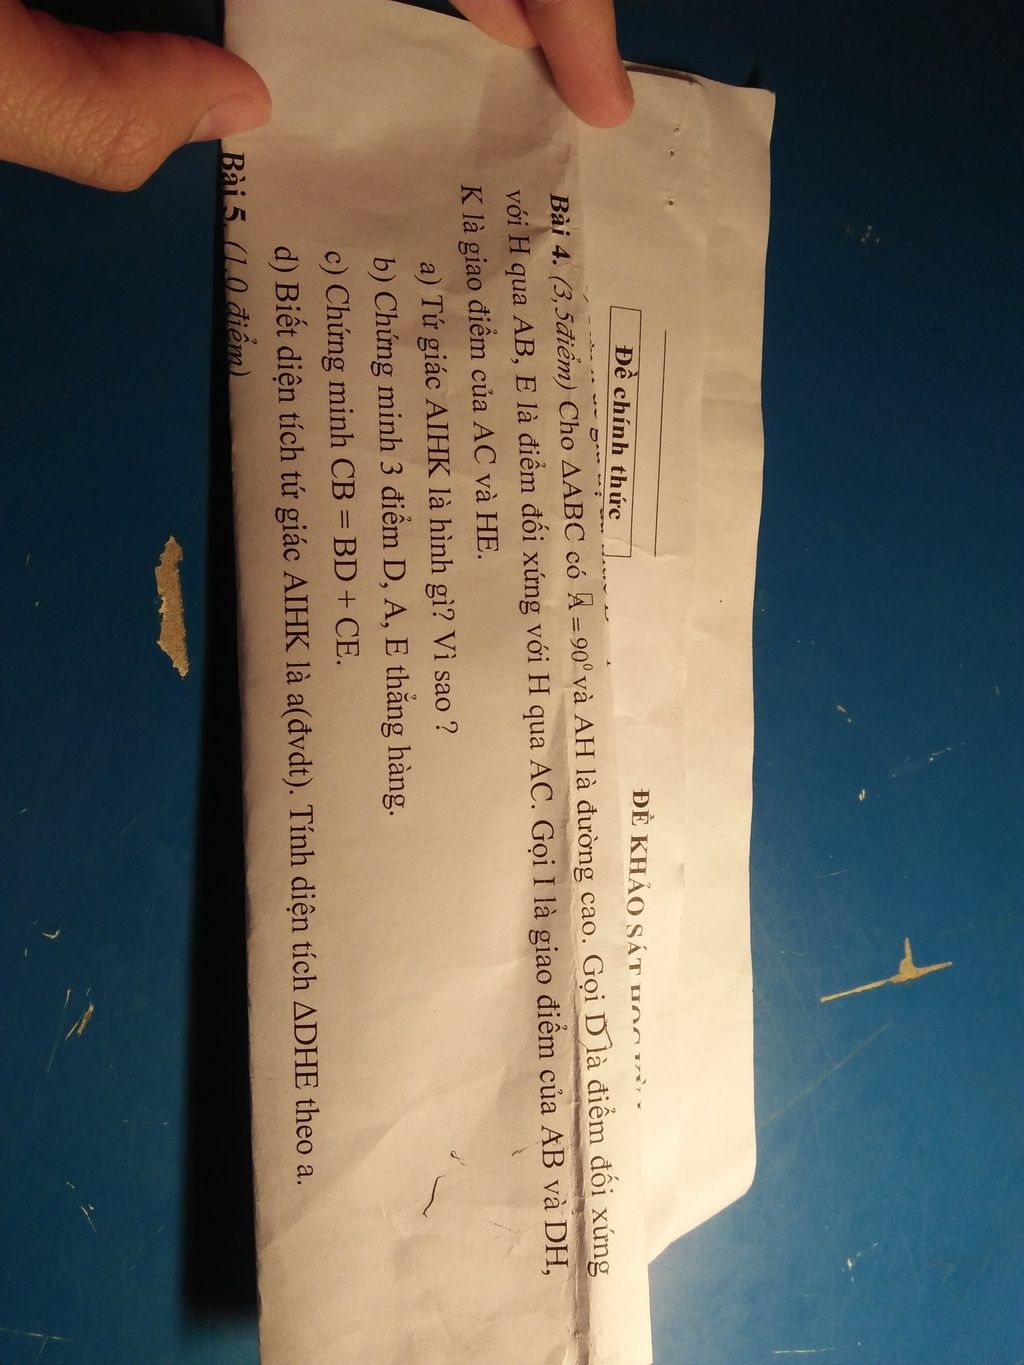 Đề chính thức
ĐỀ KHẢO SÁT
Bài 4. (3,5điểm) Cho ΔABC có A = 90⁰ và AH là đường cao. Gọi D là điểm đối xứng
với H qua AB, E là điểm đối xứng với H qua AC. Gọi I là giao điểm của AB và DH,
K là giao điểm của AC và HE.
a) Tứ giác AIHK là hình gì? Vì sao ?
b) Chứng minh 3 điểm D, A, E thẳng hàng.
c) Chứng minh CB = BD + CE.
d) Biết diện tích tứ giác AIHK là a(đvdt). Tính diện tích ΔDHE theo a.
Bài 5. (1,0 điểm)